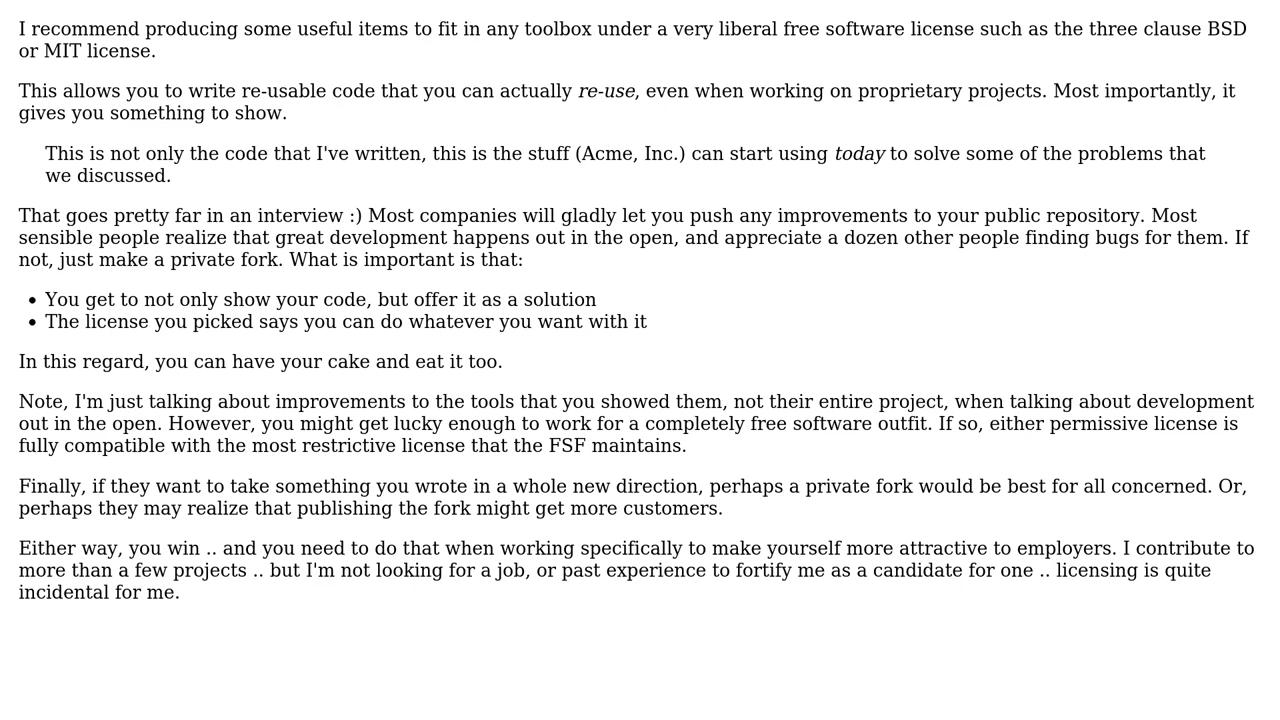 I recommend producing some useful items to fit in any toolbox under a very liberal free software license such as the three clause BSD
or MIT license.
This allows you to write re-usable code that you can actually re-use, even when working on proprietary projects. Most importantly, it
gives you something to show.
This is not only the code that I've written, this is the stuff (Acme, Inc.) can start using today to solve some of the problems that
we discussed.
That goes pretty far in an interview :) Most companies will gladly let you push any improvements to your public repository. Most
sensible people realize that great development happens out in the open, and appreciate a dozen other people finding bugs for them. If
not, just make a private fork. What is important is that:
• You get to not only show your code, but offer it as a solution
• The license you picked says you can do whatever you want with it
In this regard, you can have your cake and eat it too.
Note, I'm just talking about improvements to the tools that you showed them, not their entire project, when talking about development
out in the open. However, you might get lucky enough to work for a completely free software outfit. If so, either permissive license is
fully compatible with the most restrictive license that the FSF maintains.
Finally, if they want to take something you wrote in a whole new direction, perhaps a private fork would be best for all concerned. Or,
perhaps they may realize that publishing the fork might get more customers.
Either way, you win .. and you need to do that when working specifically to make yourself more attractive to employers. I contribute to
more than a few projects .. but I'm not looking for a job, or past experience to fortify me as a candidate for one .. licensing is quite
incidental for me.